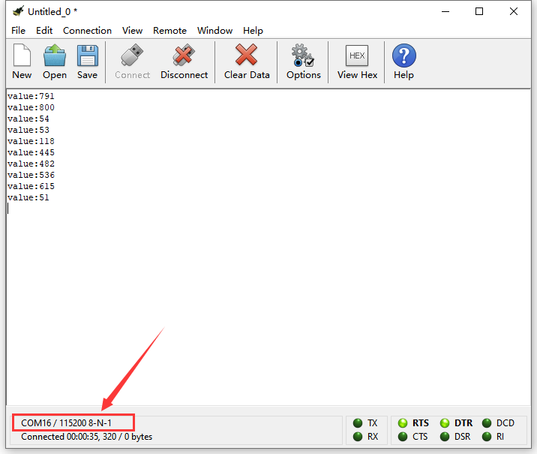 Untitled_0 *
File Edit Connection View Remote Window Help
HEX
New Open Save Connect Disconnect Clear Data Options View Hex Help
value:791
value:800
value:54
value:53
value:118
value:445
value:482
value:536
value:615
value:51
COM16 / 115200 8-N-1
Connected 00:00:35, 320 / 0 bytes
TX RTS DTR DCD
RX CTS DSR RI